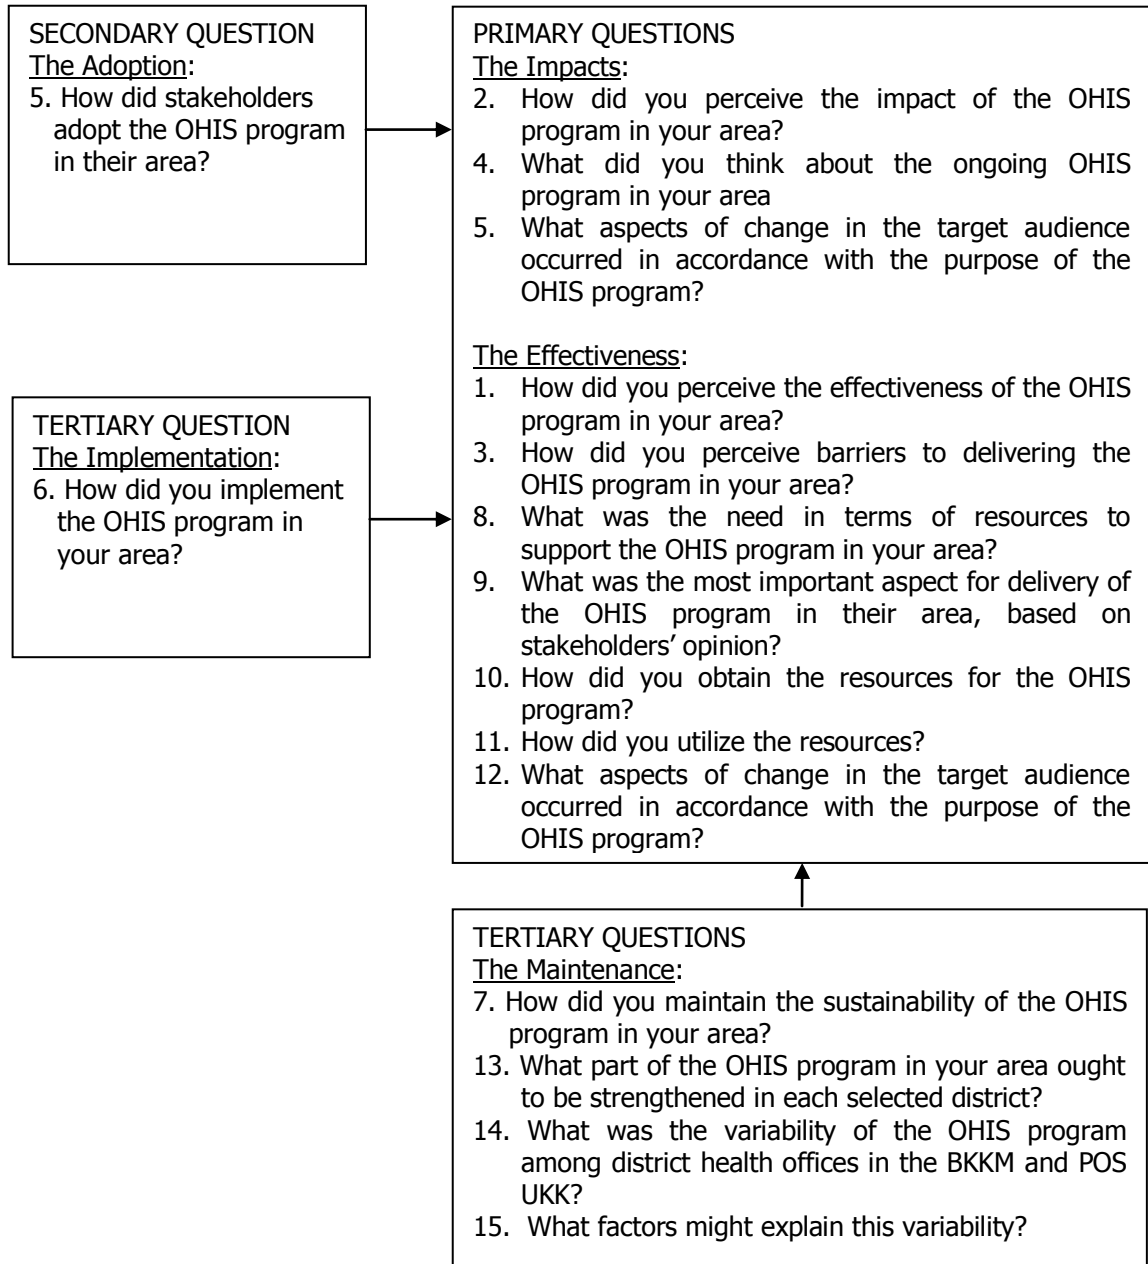 SECONDARY QUESTION
The Adoption:
5. How did stakeholders
adopt the OHIS program
in their area?
PRIMARY QUESTIONS
The Impacts:
2. How did you perceive the impact of the OHIS
program in your area?
4. What did you think about the ongoing OHIS
program in your area
5. What aspects of change in the target audience
occurred in accordance with the purpose of the
OHIS program?
The Effectiveness:
1. How did you perceive the effectiveness of the OHIS
program in your area?
3. How did you perceive barriers to delivering the
OHIS program in your area?
8. What was the need in terms of resources to
support the OHIS program in your area?
9. What was the most important aspect for delivery of
the OHIS program in their area, based on
stakeholders’ opinion?
10. How did you obtain the resources for the OHIS
program?
11. How did you utilize the resources?
12. What aspects of change in the target audience
occurred in accordance with the purpose of the
OHIS program?
TERTIARY QUESTION
The Implementation:
6. How did you implement
the OHIS program in
your area?
TERTIARY QUESTIONS
The Maintenance:
7. How did you maintain the sustainability of the OHIS
program in your area?
13. What part of the OHIS program in your area ought
to be strengthened in each selected district?
14. What was the variability of the OHIS program
among district health offices in the BKKM and POS
UKK?
15. What factors might explain this variability?